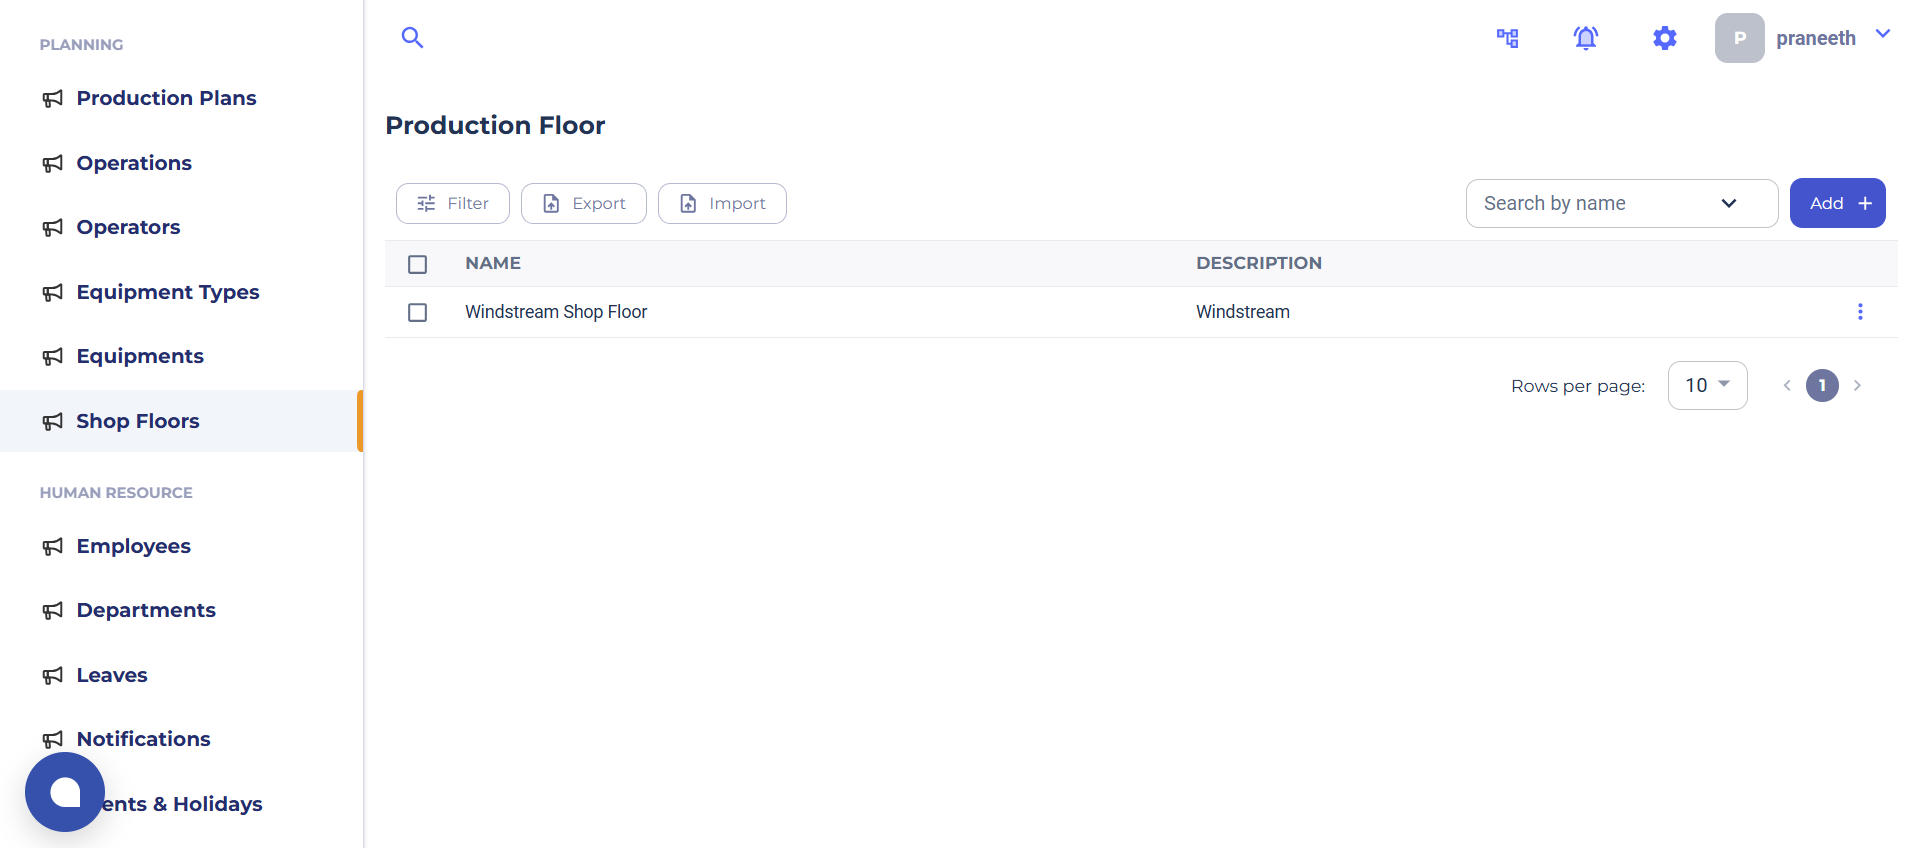 PLANNING
Production Plans
Operations
Operators
Equipment Types
Equipments
Shop Floors
HUMAN RESOURCE
Employees
Departments
Leaves
Notifications
ents & Holidays
P praneeth
Production Floor
Filter Export Import Search by name Add +
NAME DESCRIPTION
Windstream Shop Floor Windstream
Rows per page: 10 1